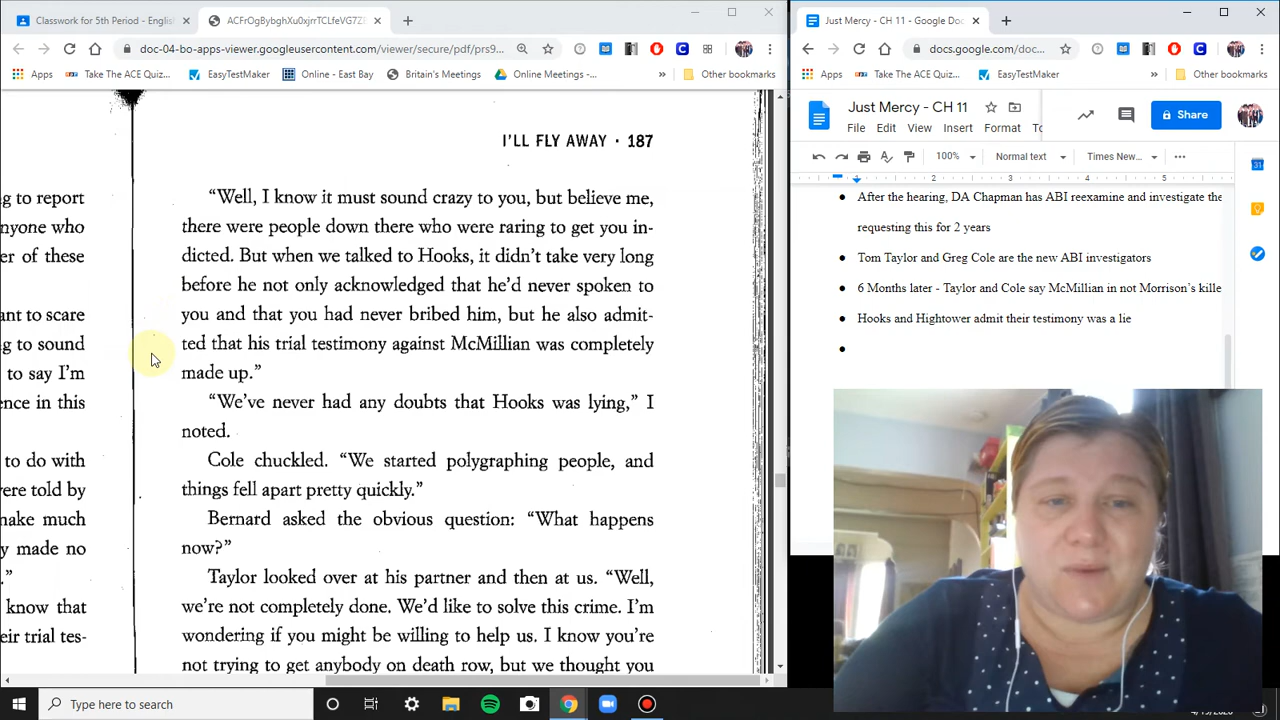 Classwork for 5th Period - English
ACFrOgBybghXu0xjrrTCLfeVG7Z
doc-04-bo-apps-viewer.googleusercontent.com/viewer/secure/pdf/prs9...
Apps
Take The ACE Quiz...
EasyTestMaker
Online - East Bay
Britain's Meetings
Online Meetings -...
»
Other bookmarks
I'LL FLY AWAY · 187
g to report
nyone who
er of these
ant to scare
g to sound
to say I'm
ence in this
to do with
vere told by
nake much
y made no
."
know that
eir trial tes-
"Well, I know it must sound crazy to you, but believe me,
there were people down there who were raring to get you in-
dicted. But when we talked to Hooks, it didn't take very long
before he not only acknowledged that he'd never spoken to
you and that you had never bribed him, but he also admit-
ted that his trial testimony against McMillian was completely
made up."
"We've never had any doubts that Hooks was lying," I
noted.
Cole chuckled. "We started polygraphing people, and
things fell apart pretty quickly."
Bernard asked the obvious question: "What happens
now?"
Taylor looked over at his partner and then at us. "Well,
we're not completely done. We'd like to solve this crime. I'm
wondering if you might be willing to help us. I know you're
not trying to get anybody on death row, but we thought you
Just Mercy - CH 11 - Google Doc
docs.google.com/doc...
Apps
Take The ACE Quiz...
EasyTestMaker
»
Other bookmarks
Just Mercy - CH 11
File Edit View Insert Format To
Share
100% Normal text Times New...
1 2 3 4 5
31
• After the hearing, DA Chapman has ABI reexamine and investigate the
requesting this for 2 years
• Tom Taylor and Greg Cole are the new ABI investigators
• 6 Months later - Taylor and Cole say McMillian in not Morrison's kille
• Hooks and Hightower admit their testimony was a lie
•
Type here to search